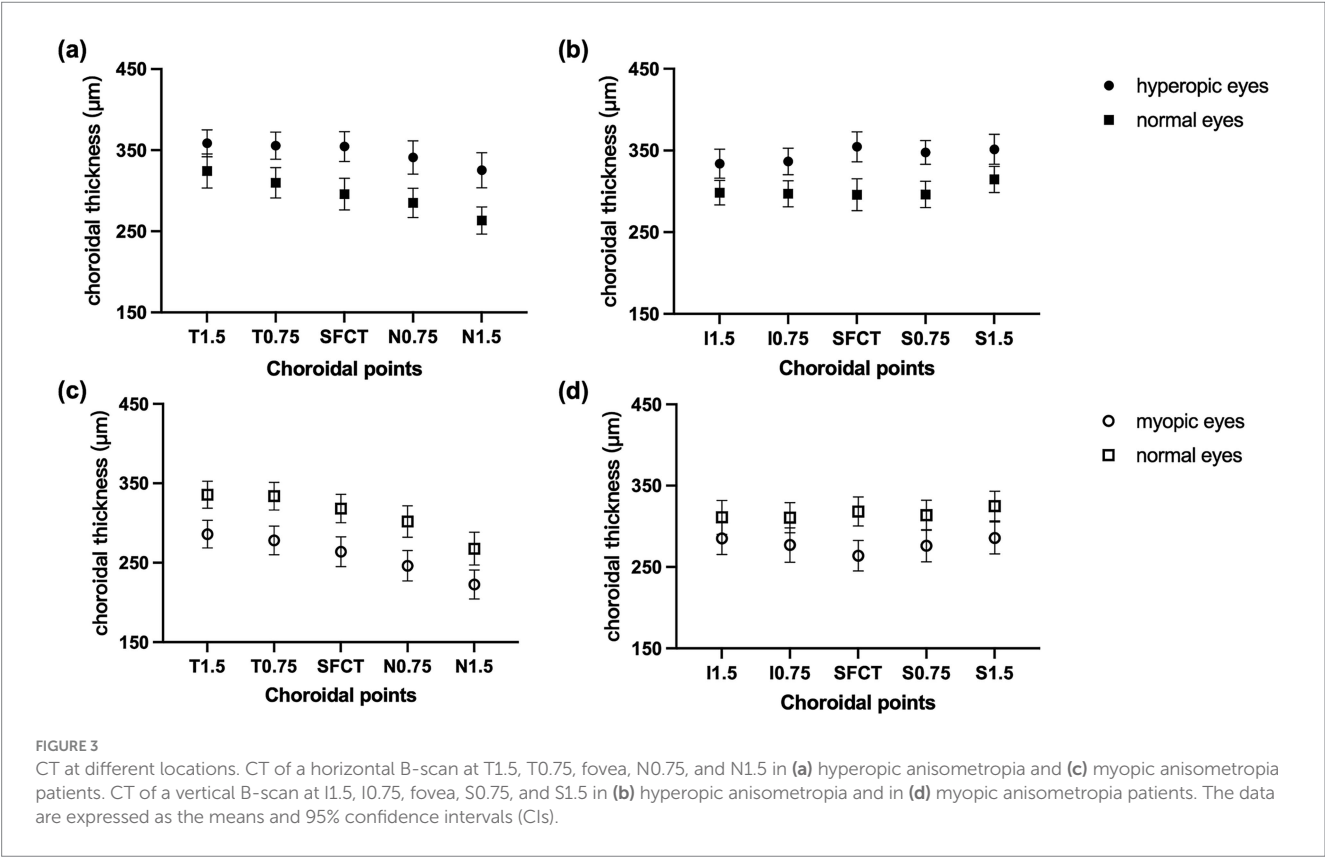 (a)
450
350
250
150
choroidal thickness (µm)
T1.5 T0.75 SFCT N0.75 N1.5
Choroidal points
(b)
450
350
250
150
choroidal thickness (µm)
I1.5 I0.75 SFCT S0.75 S1.5
Choroidal points
hyperopic eyes
normal eyes
(c)
450
350
250
150
choroidal thickness (µm)
T1.5 T0.75 SFCT N0.75 N1.5
Choroidal points
(d)
450
350
250
150
choroidal thickness (µm)
I1.5 I0.75 SFCT S0.75 S1.5
Choroidal points
myopic eyes
normal eyes
FIGURE 3
CT at different locations. CT of a horizontal B-scan at T1.5, T0.75, fovea, N0.75, and N1.5 in (a) hyperopic anisometropia and (c) myopic anisometropia
patients. CT of a vertical B-scan at I1.5, I0.75, fovea, S0.75, and S1.5 in (b) hyperopic anisometropia and in (d) myopic anisometropia patients. The data
are expressed as the means and 95% confidence intervals (CIs).